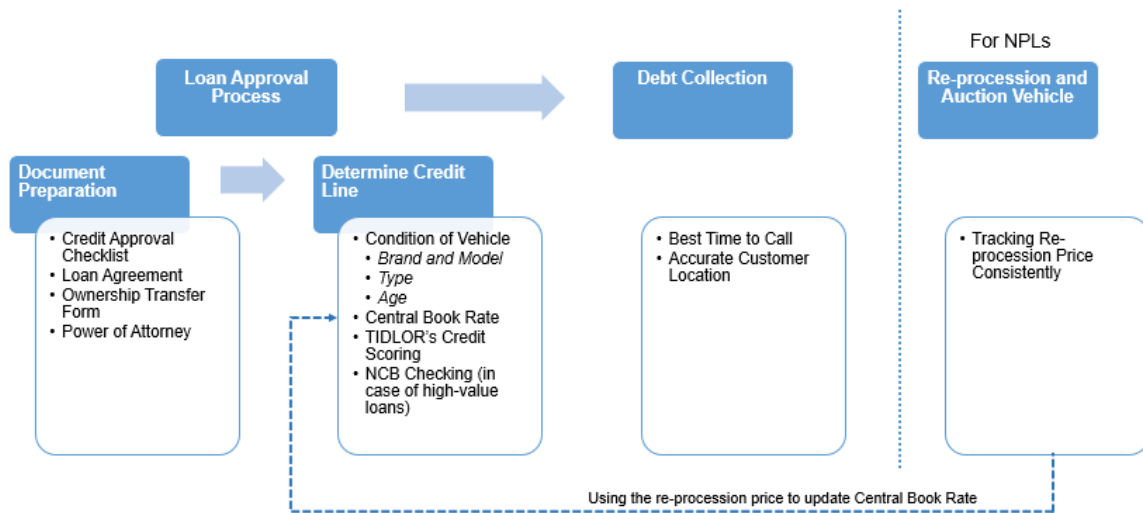 For NPLs
Loan Approval
Process
Debt Collection
Re-procession and
Auction Vehicle
Document
Preparation
Determine Credit
Line
• Credit Approval
Checklist
• Loan Agreement
• Ownership Transfer
Form
• Power of Attorney
• Condition of Vehicle
• Brand and Model
• Type
• Age
• Central Book Rate
• TIDLOR's Credit
Scoring
• NCB Checking (in
case of high-value
loans)
• Best Time to Call
• Accurate Customer
Location
• Tracking Re-
procession Price
Consistently
Using the re-procession price to update Central Book Rate